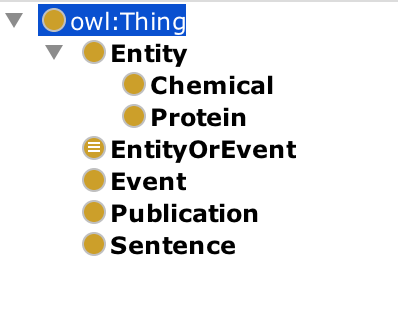 owl:Thing
Entity
Chemical
Protein
EntityOrEvent
Event
Publication
Sentence